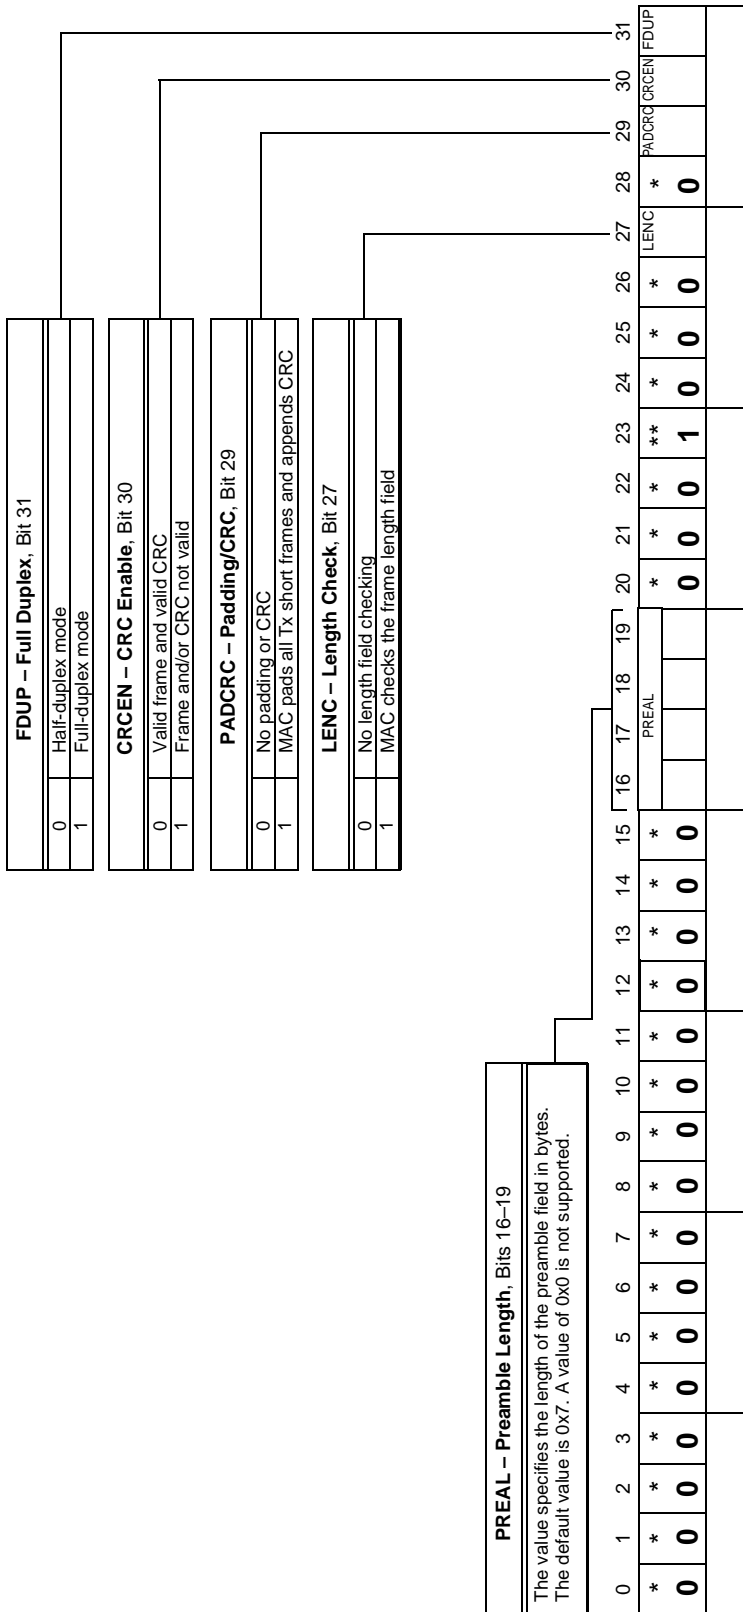 FDUP – Full Duplex, Bit 31
0 Half-duplex mode
1 Full-duplex mode
CRCEN – CRC Enable, Bit 30
0 Valid frame and valid CRC
1 Frame and/or CRC not valid
PADCRC – Padding/CRC, Bit 29
0 No padding or CRC
1 MAC pads all Tx short frames and appends CRC
LENC – Length Check, Bit 27
0 No length field checking
1 MAC checks the frame length field
PREAL – Preamble Length, Bits 16–19
The value specifies the length of the preamble field in bytes.
The default value is 0x7. A value of 0x0 is not supported.
0 1 2 3 4 5 6 7 8 9 10 11 12 13 14 15 16 17 18 19 20 21 22 23 24 25 26 27 28 29 30 31
* * * * * * * * * * * * * * * * PREAL * * * ** * * * LENC * PADCRC CRCEN FDUP
0 0 0 0 0 0 0 0 0 0 0 0 0 0 0 0 0 0 0 1 0 0 0 0